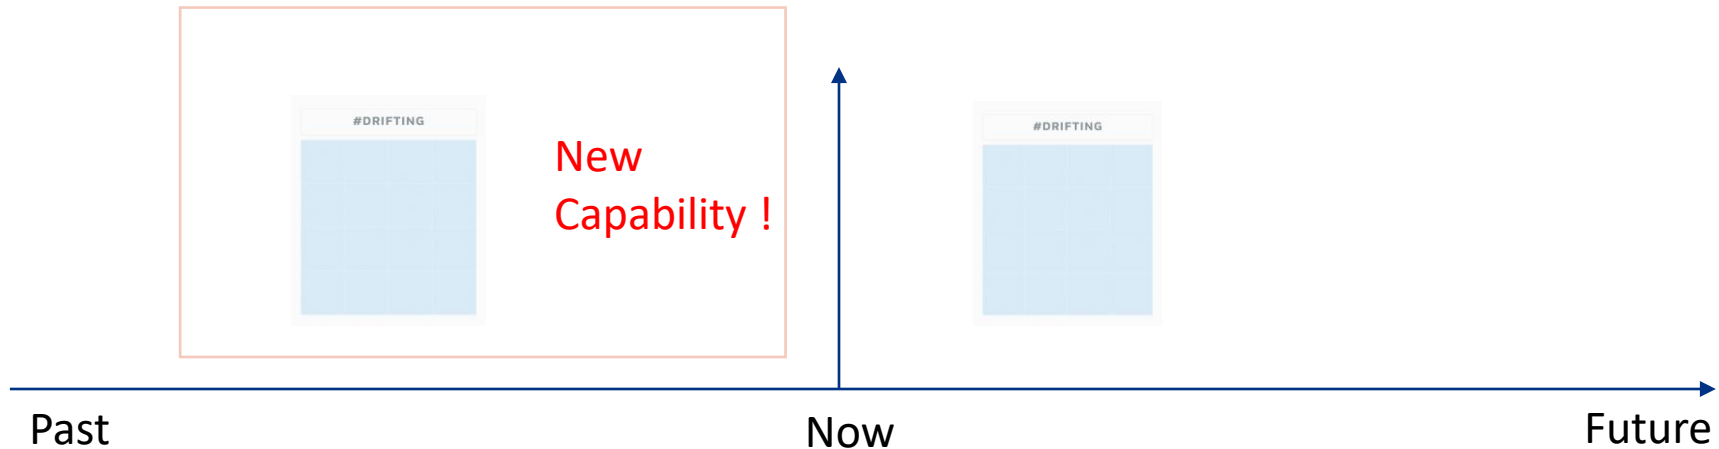 #DRIFTING
New
Capability !
#DRIFTING
Past
Now
Future